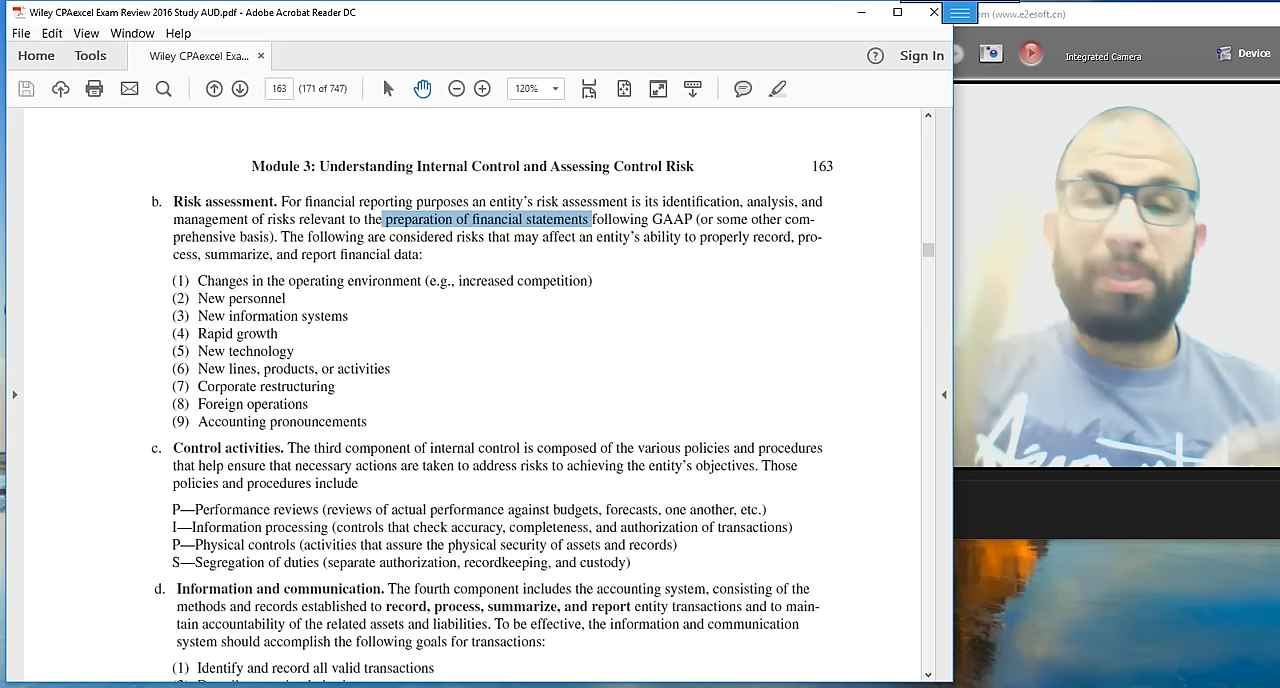 Wiley CPAexcel Exam Review 2016 Study AUD.pdf - Adobe Acrobat Reader DC
(www.e2esoft.cn)
File Edit View Window Help
Home Tools Wiley CPAexcel Exa... Sign In
Integrated Camera Device
163 (171 of 747) 120%
Module 3: Understanding Internal Control and Assessing Control Risk 163
b. Risk assessment. For financial reporting purposes an entity's risk assessment is its identification, analysis, and
management of risks relevant to the preparation of financial statements following GAAP (or some other com-
prehensive basis). The following are considered risks that may affect an entity's ability to properly record, pro-
cess, summarize, and report financial data:
(1) Changes in the operating environment (e.g., increased competition)
(2) New personnel
(3) New information systems
(4) Rapid growth
(5) New technology
(6) New lines, products, or activities
(7) Corporate restructuring
(8) Foreign operations
(9) Accounting pronouncements
c. Control activities. The third component of internal control is composed of the various policies and procedures
that help ensure that necessary actions are taken to address risks to achieving the entity's objectives. Those
policies and procedures include
P—Performance reviews (reviews of actual performance against budgets, forecasts, one another, etc.)
I—Information processing (controls that check accuracy, completeness, and authorization of transactions)
P—Physical controls (activities that assure the physical security of assets and records)
S—Segregation of duties (separate authorization, recordkeeping, and custody)
d. Information and communication. The fourth component includes the accounting system, consisting of the
methods and records established to record, process, summarize, and report entity transactions and to main-
tain accountability of the related assets and liabilities. To be effective, the information and communication
system should accomplish the following goals for transactions:
(1) Identify and record all valid transactions